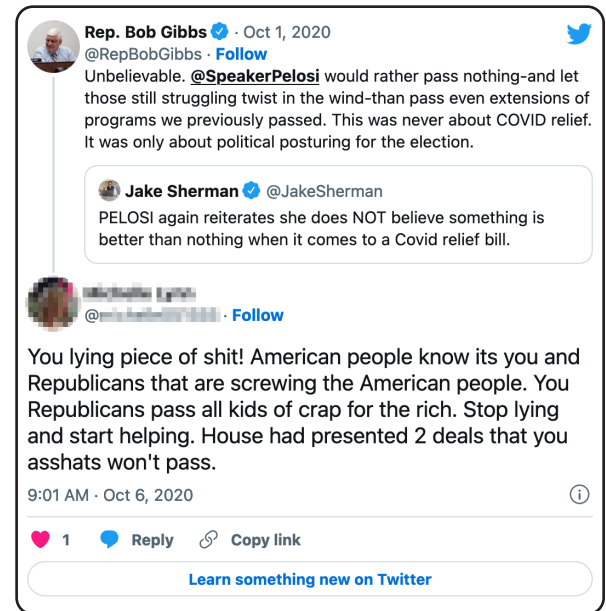 Rep. Bob Gibbs · Oct 1, 2020
@RepBobGibbs · Follow
Unbelievable. @SpeakerPelosi would rather pass nothing-and let
those still struggling twist in the wind-than pass even extensions of
programs we previously passed. This was never about COVID relief.
It was only about political posturing for the election.
Jake Sherman @JakeSherman
PELOSI again reiterates she does NOT believe something is
better than nothing when it comes to a Covid relief bill.
@ · Follow
You lying piece of shit! American people know its you and
Republicans that are screwing the American people. You
Republicans pass all kids of crap for the rich. Stop lying
and start helping. House had presented 2 deals that you
asshats won't pass.
9:01 AM · Oct 6, 2020
1 Reply Copy link
Learn something new on Twitter